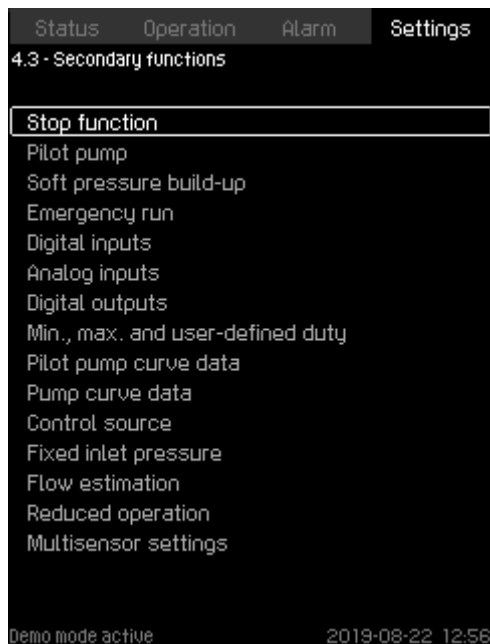 Status Operation Alarm Settings
4.3 - Secondary functions
Stop function
Pilot pump
Soft pressure build-up
Emergency run
Digital inputs
Analog inputs
Digital outputs
Min., max. and user-defined duty
Pilot pump curve data
Pump curve data
Control source
Fixed inlet pressure
Flow estimation
Reduced operation
Multisensor settings
Demo mode active 2019-08-22 12:56